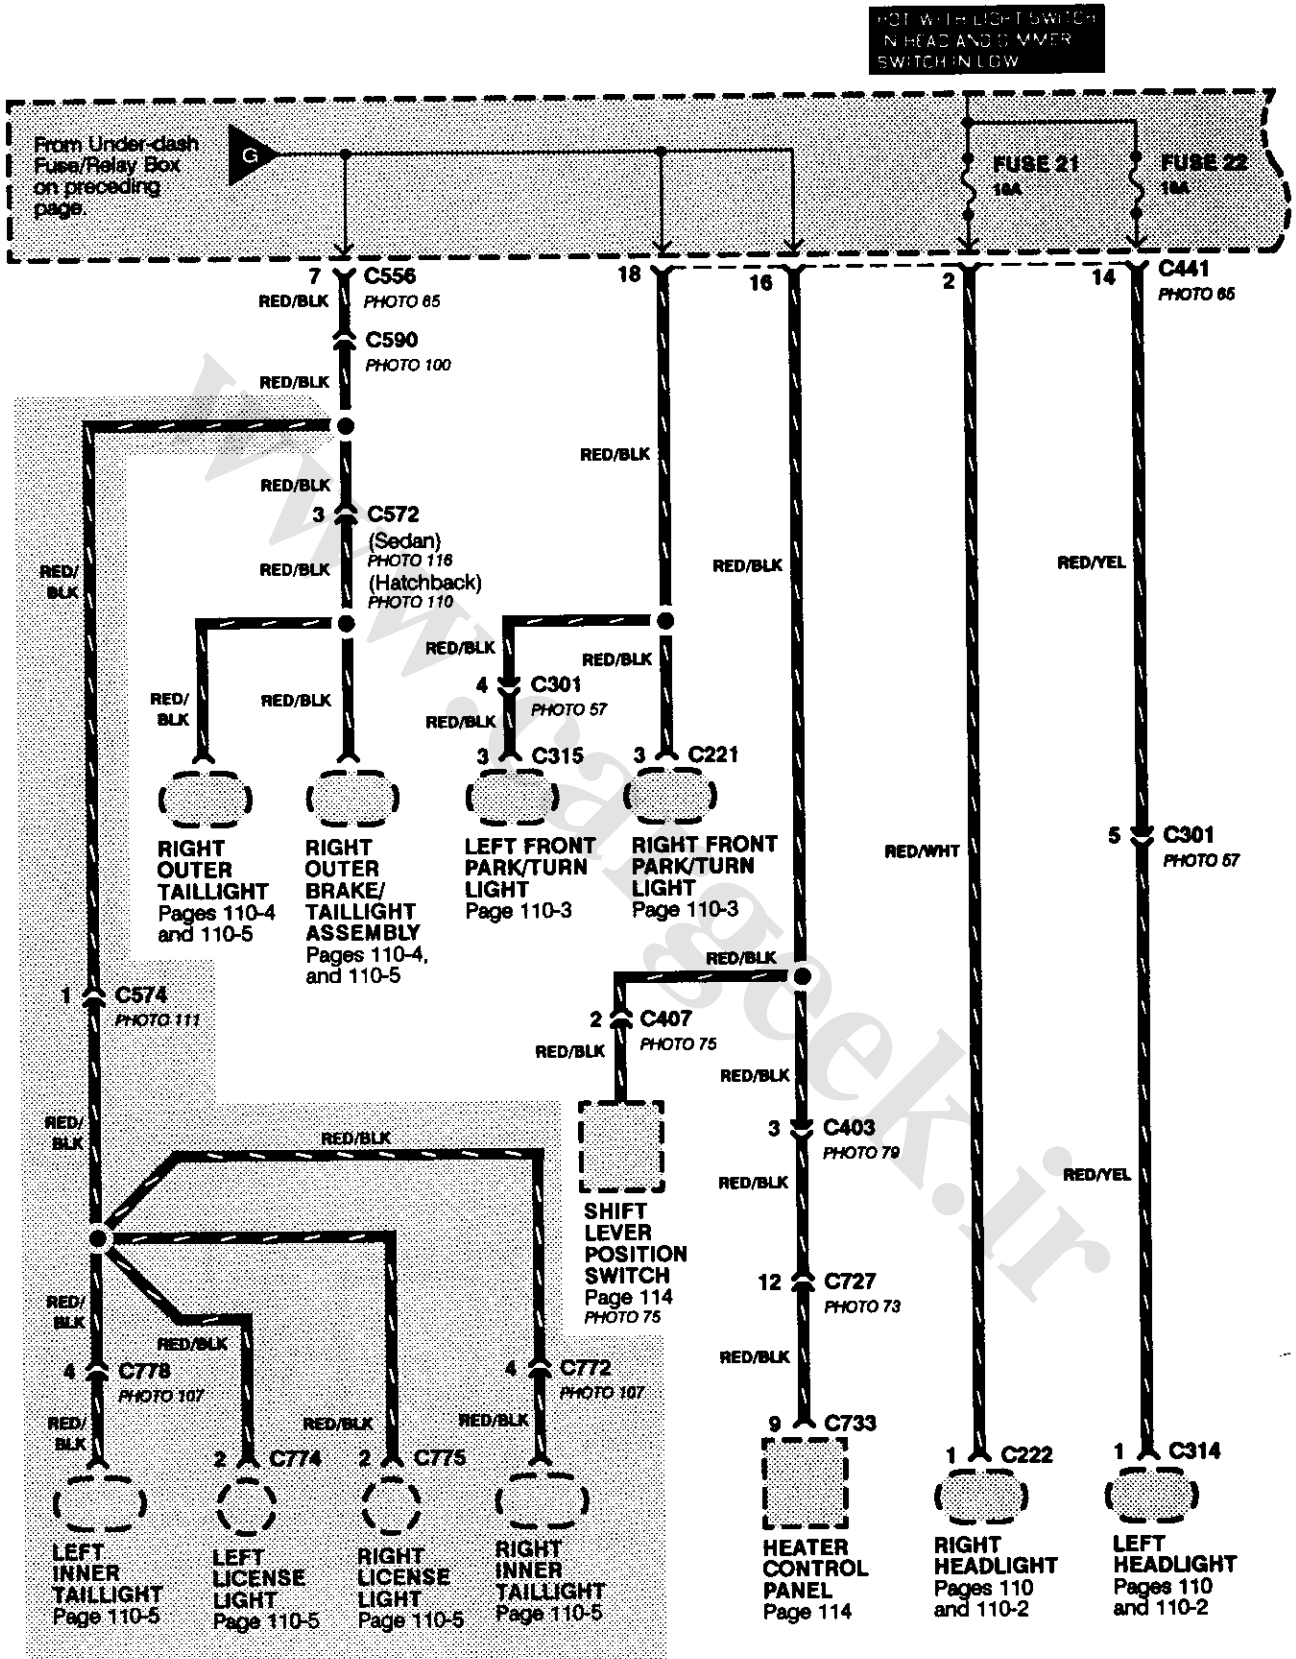 HOT WITH LIGHT SWITCH
IN HEAD AND DIMMER
SWITCH IN LOW
From Under-dash
Fuse/Relay Box
on preceding
page.
G
FUSE 21
10A
FUSE 22
10A
7
C556
PHOTO 65
18
16
2
14
C441
PHOTO 65
RED/BLK
C590
PHOTO 100
RED/BLK
RED/BLK
RED/BLK
3
C572
(Sedan)
PHOTO 116
(Hatchback)
PHOTO 110
RED/BLK
RED/BLK
RED/YEL
RED/
BLK
RED/BLK
4
C301
PHOTO 57
RED/BLK
RED/
BLK
RED/BLK
RED/BLK
3
C315
3
C221
5
C301
PHOTO 57
RED/WHT
RIGHT
OUTER
TAILLIGHT
Pages 110-4
and 110-5
RIGHT
OUTER
BRAKE/
TAILLIGHT
ASSEMBLY
Pages 110-4,
and 110-5
LEFT FRONT
PARK/TURN
LIGHT
Page 110-3
RIGHT FRONT
PARK/TURN
LIGHT
Page 110-3
RED/BLK
1
C574
PHOTO 111
2
C407
PHOTO 75
RED/BLK
RED/BLK
RED/
BLK
RED/BLK
3
C403
PHOTO 79
RED/BLK
RED/YEL
SHIFT
LEVER
POSITION
SWITCH
Page 114
PHOTO 75
12
C727
PHOTO 73
RED/
BLK
RED/BLK
RED/BLK
4
C778
PHOTO 107
4
C772
PHOTO 107
RED/
BLK
RED/BLK
RED/BLK
9
C733
2
C774
2
C775
1
C222
1
C314
LEFT
INNER
TAILLIGHT
Page 110-5
LEFT
LICENSE
LIGHT
Page 110-5
RIGHT
LICENSE
LIGHT
Page 110-5
RIGHT
INNER
TAILLIGHT
Page 110-5
HEATER
CONTROL
PANEL
Page 114
RIGHT
HEADLIGHT
Pages 110
and 110-2
LEFT
HEADLIGHT
Pages 110
and 110-2
www.cargeek.ir